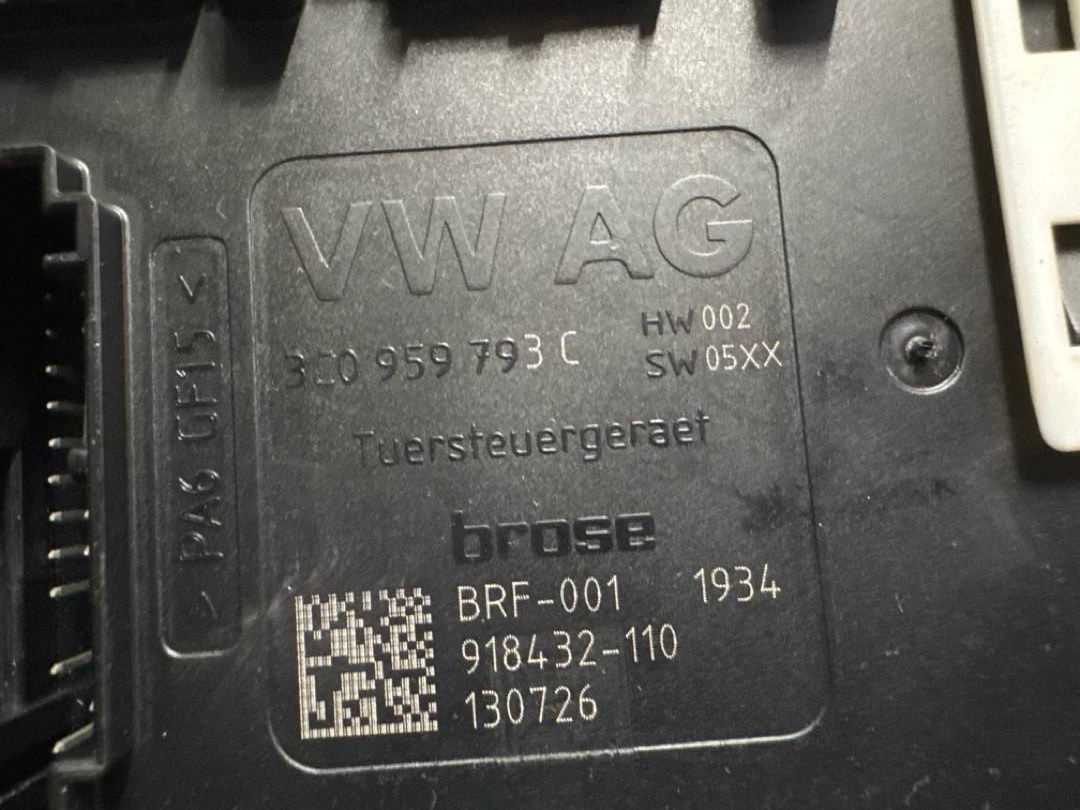 VW AG
3C0 959 793 C
HW 002
SW 05XX
Tuersteuergeraet
brose
BRF-001 1934
918432-110
130726
> PA6 GF15 <